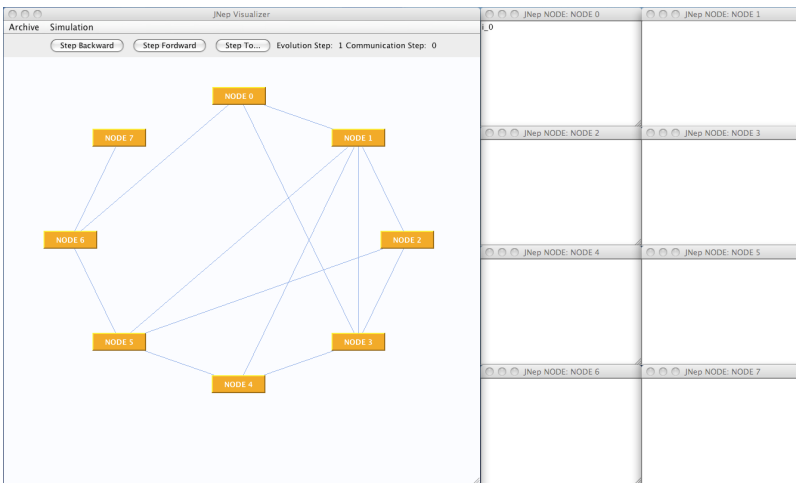 JNep Visualizer
Archive Simulation
Step Backward Step Fordward Step To... Evolution Step: 1 Communication Step: 0
NODE 0
NODE 7
NODE 1
NODE 6
NODE 2
NODE 5
NODE 3
NODE 4
JNep NODE: NODE 0
i_0
JNep NODE: NODE 1
JNep NODE: NODE 2
JNep NODE: NODE 3
JNep NODE: NODE 4
JNep NODE: NODE 5
JNep NODE: NODE 6
JNep NODE: NODE 7